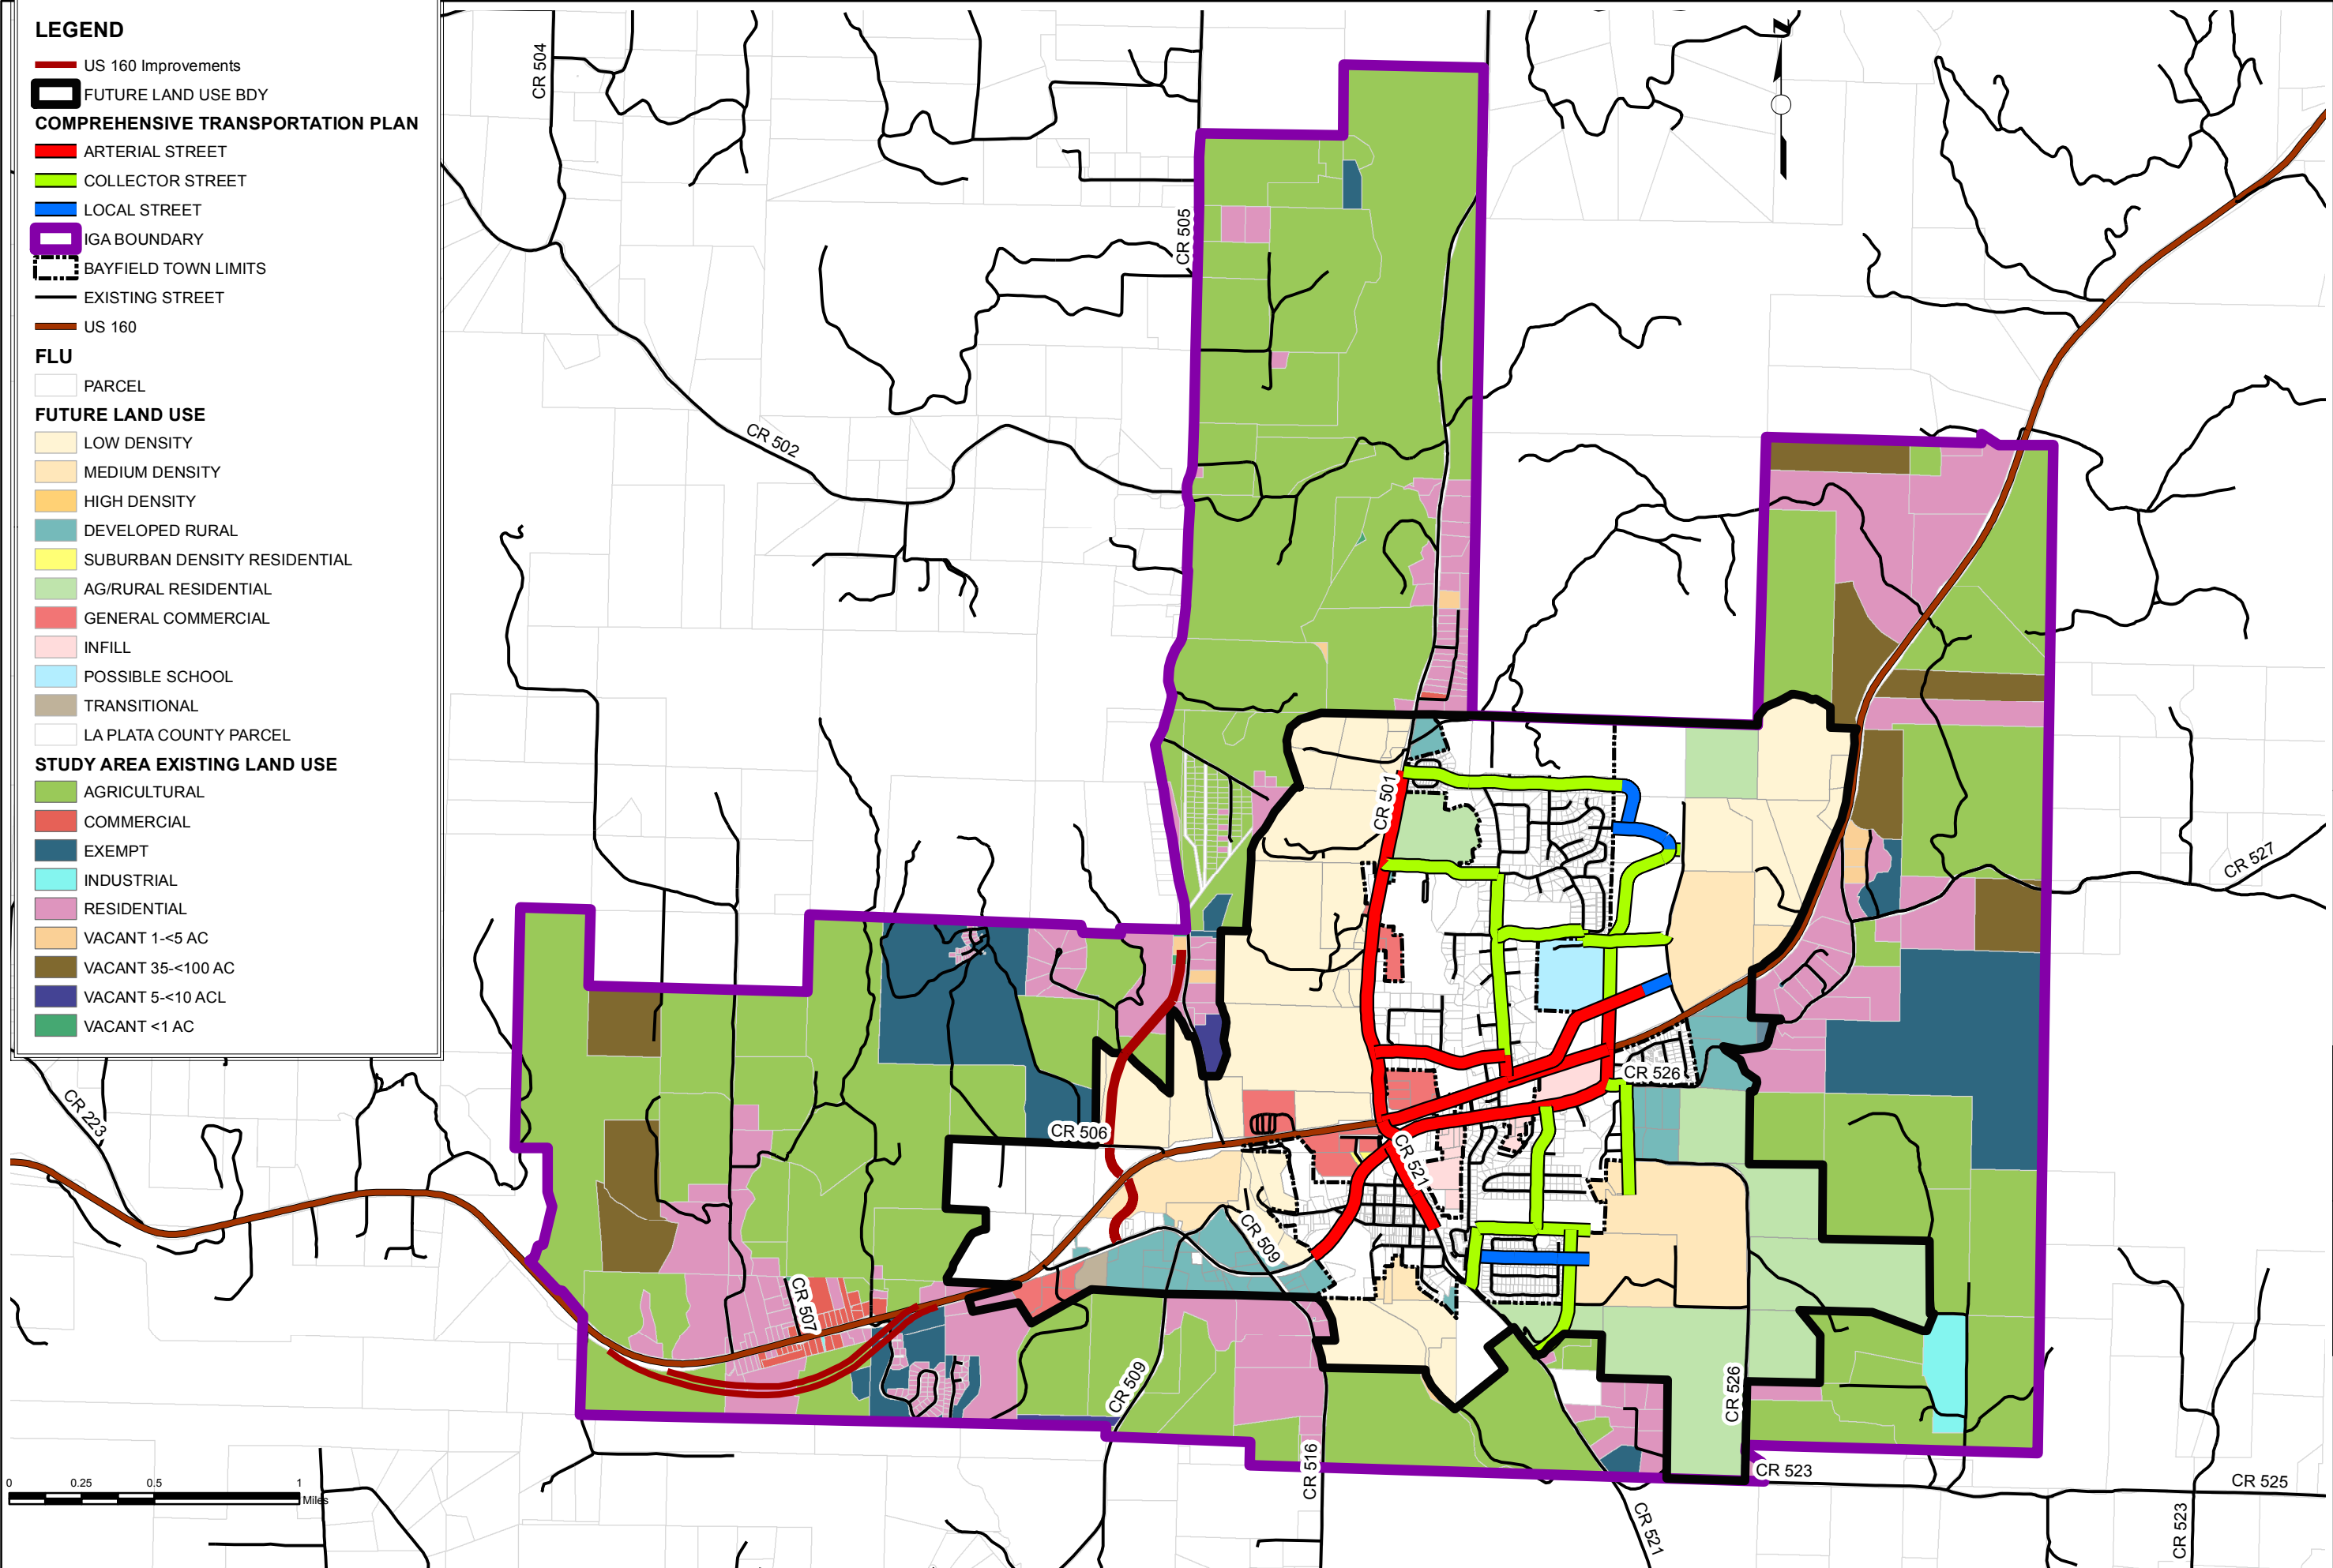 LEGEND
US 160 Improvements
FUTURE LAND USE BDY
COMPREHENSIVE TRANSPORTATION PLAN
ARTERIAL STREET
COLLECTOR STREET
LOCAL STREET
IGA BOUNDARY
BAYFIELD TOWN LIMITS
EXISTING STREET
US 160
FLU
PARCEL
FUTURE LAND USE
LOW DENSITY
MEDIUM DENSITY
HIGH DENSITY
DEVELOPED RURAL
SUBURBAN DENSITY RESIDENTIAL
AG/RURAL RESIDENTIAL
GENERAL COMMERCIAL
INFILL
POSSIBLE SCHOOL
TRANSITIONAL
LA PLATA COUNTY PARCEL
STUDY AREA EXISTING LAND USE
AGRICULTURAL
COMMERCIAL
EXEMPT
INDUSTRIAL
RESIDENTIAL
VACANT 1-<5 AC
VACANT 35-<100 AC
VACANT 5-<10 ACL
VACANT <1 AC
CR 504
Z
CR 505
CR 502
CR 501
CR 527
CR 526
CR 223
CR 506
CR 521
CR 509
CR 507
CR 509
CR 526
CR 516
CR 523
CR 525
CR 521
CR 523
0 0.25 0.5 1
Miles